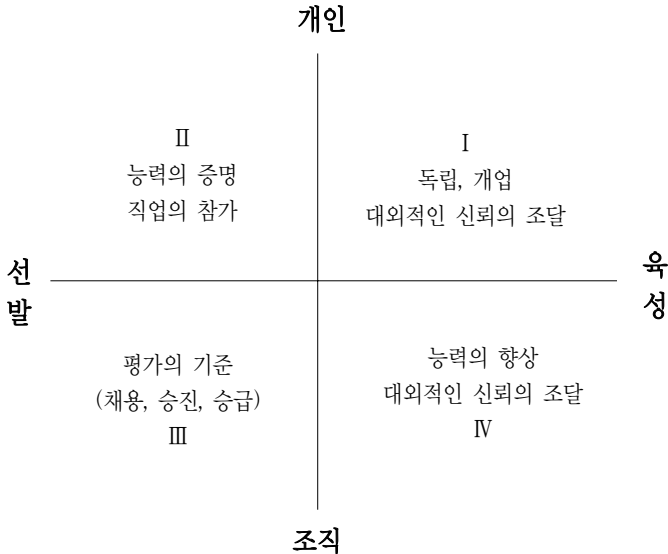 개인
Ⅱ
능력의 증명
직업의 참가
Ⅰ
독립, 개업
대외적인 신뢰의 조달
선
발
육
성
평가의 기준
(채용, 승진, 승급)
Ⅲ
능력의 향상
대외적인 신뢰의 조달
Ⅳ
조직